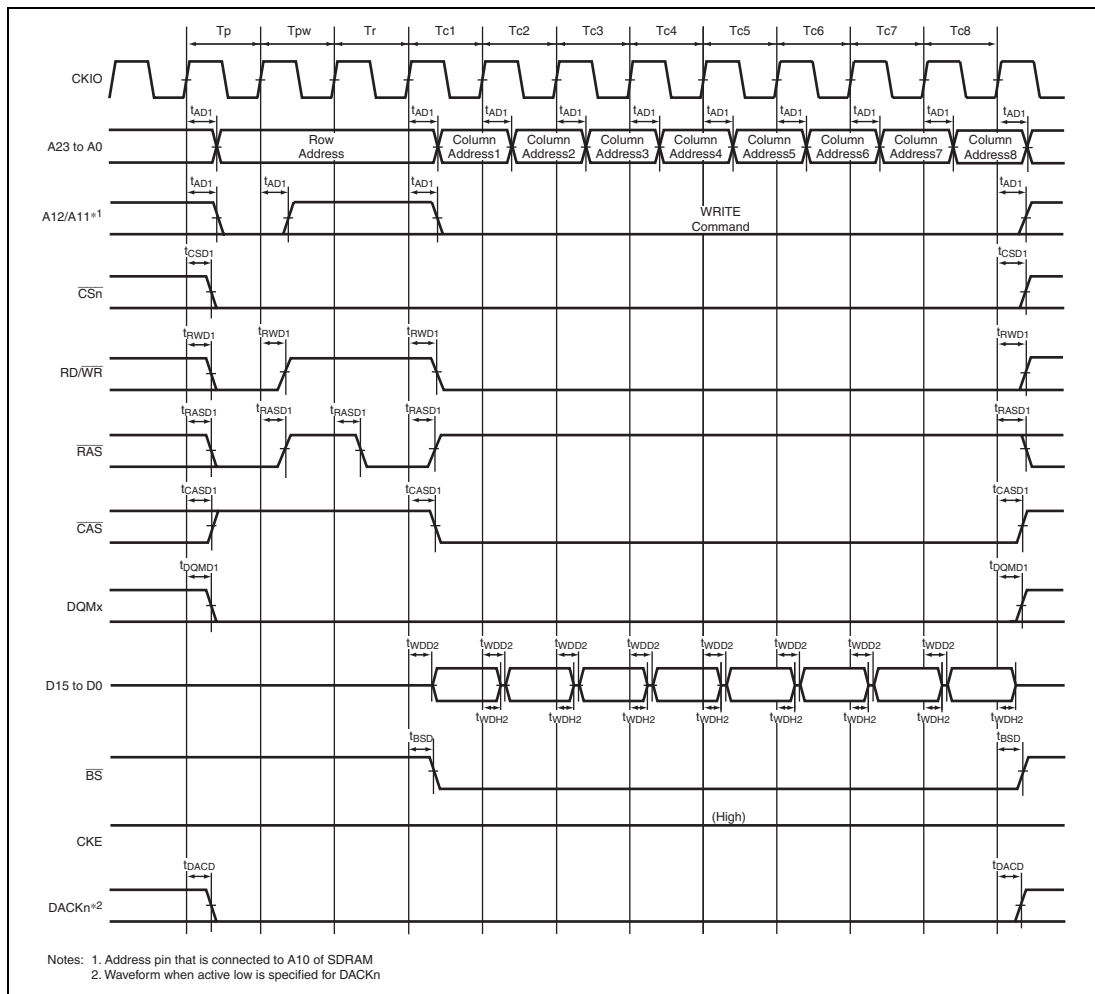 Tp Tpw Tr Tc1 Tc2 Tc3 Tc4 Tc5 Tc6 Tc7 Tc8
CKIO
tAD1 tAD1 tAD1 tAD1 tAD1 tAD1 tAD1 tAD1 tAD1 tAD1
A23 to A0
Row
Address
Column
Address1
Column
Address2
Column
Address3
Column
Address4
Column
Address5
Column
Address6
Column
Address7
Column
Address8
tAD1 tAD1 tAD1 tAD1
A12/A11*1
WRITE
Command
tCSD1 tCSD1
CSn
tRWD1 tRWD1 tRWD1 tRWD1
RD/WR
tRASD1 tRASD1 tRASD1 tRASD1 tRASD1
RAS
tCASD1 tCASD1 tCASD1
CAS
tDQMD1 tDQMD1
DQMx
tWDD2 tWDD2 tWDD2 tWDD2 tWDD2 tWDD2 tWDD2 tWDD2
D15 to D0
tWDH2 tWDH2 tWDH2 tWDH2 tWDH2 tWDH2 tWDH2 tWDH2
tBSD tBSD
BS
(High)
CKE
tDACD tDACD
DACKn*2
Notes: 1. Address pin that is connected to A10 of SDRAM
2. Waveform when active low is specified for DACKn